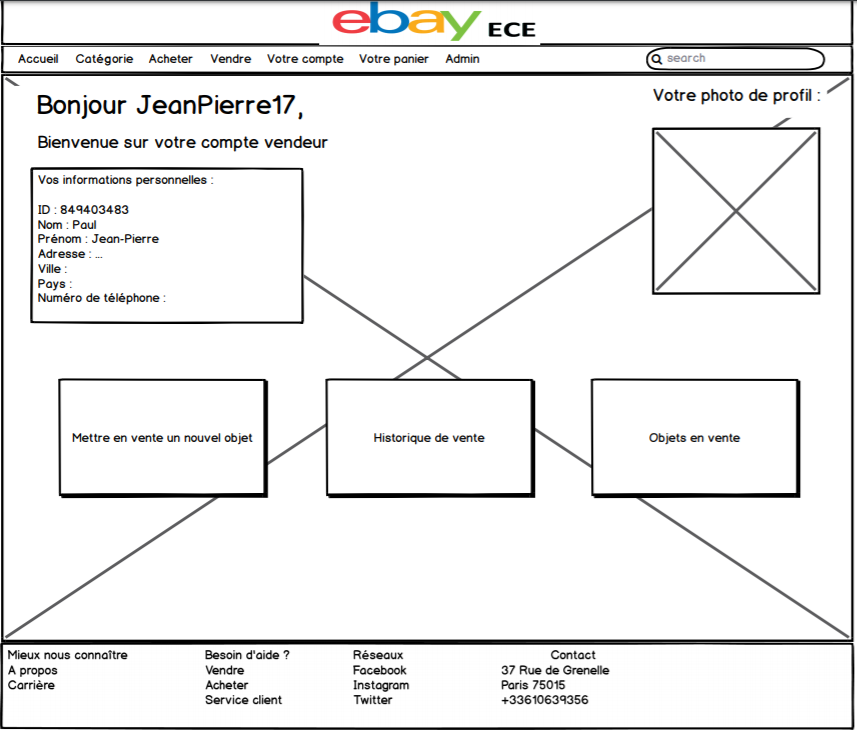 ebay ECE
Accueil Catégorie Acheter Vendre Votre compte Votre panier Admin search
Bonjour JeanPierre17,
Votre photo de profil :
Bienvenue sur votre compte vendeur
Vos informations personnelles :
ID : 849403483
Nom : Paul
Prénom : Jean-Pierre
Adresse : ...
Ville :
Pays :
Numéro de téléphone :
Mettre en vente un nouvel objet
Historique de vente
Objets en vente
Mieux nous connaître
A propos
Carrière
Besoin d'aide ?
Vendre
Acheter
Service client
Réseaux
Facebook
Instagram
Twitter
Contact
37 Rue de Grenelle
Paris 75015
+33610639356